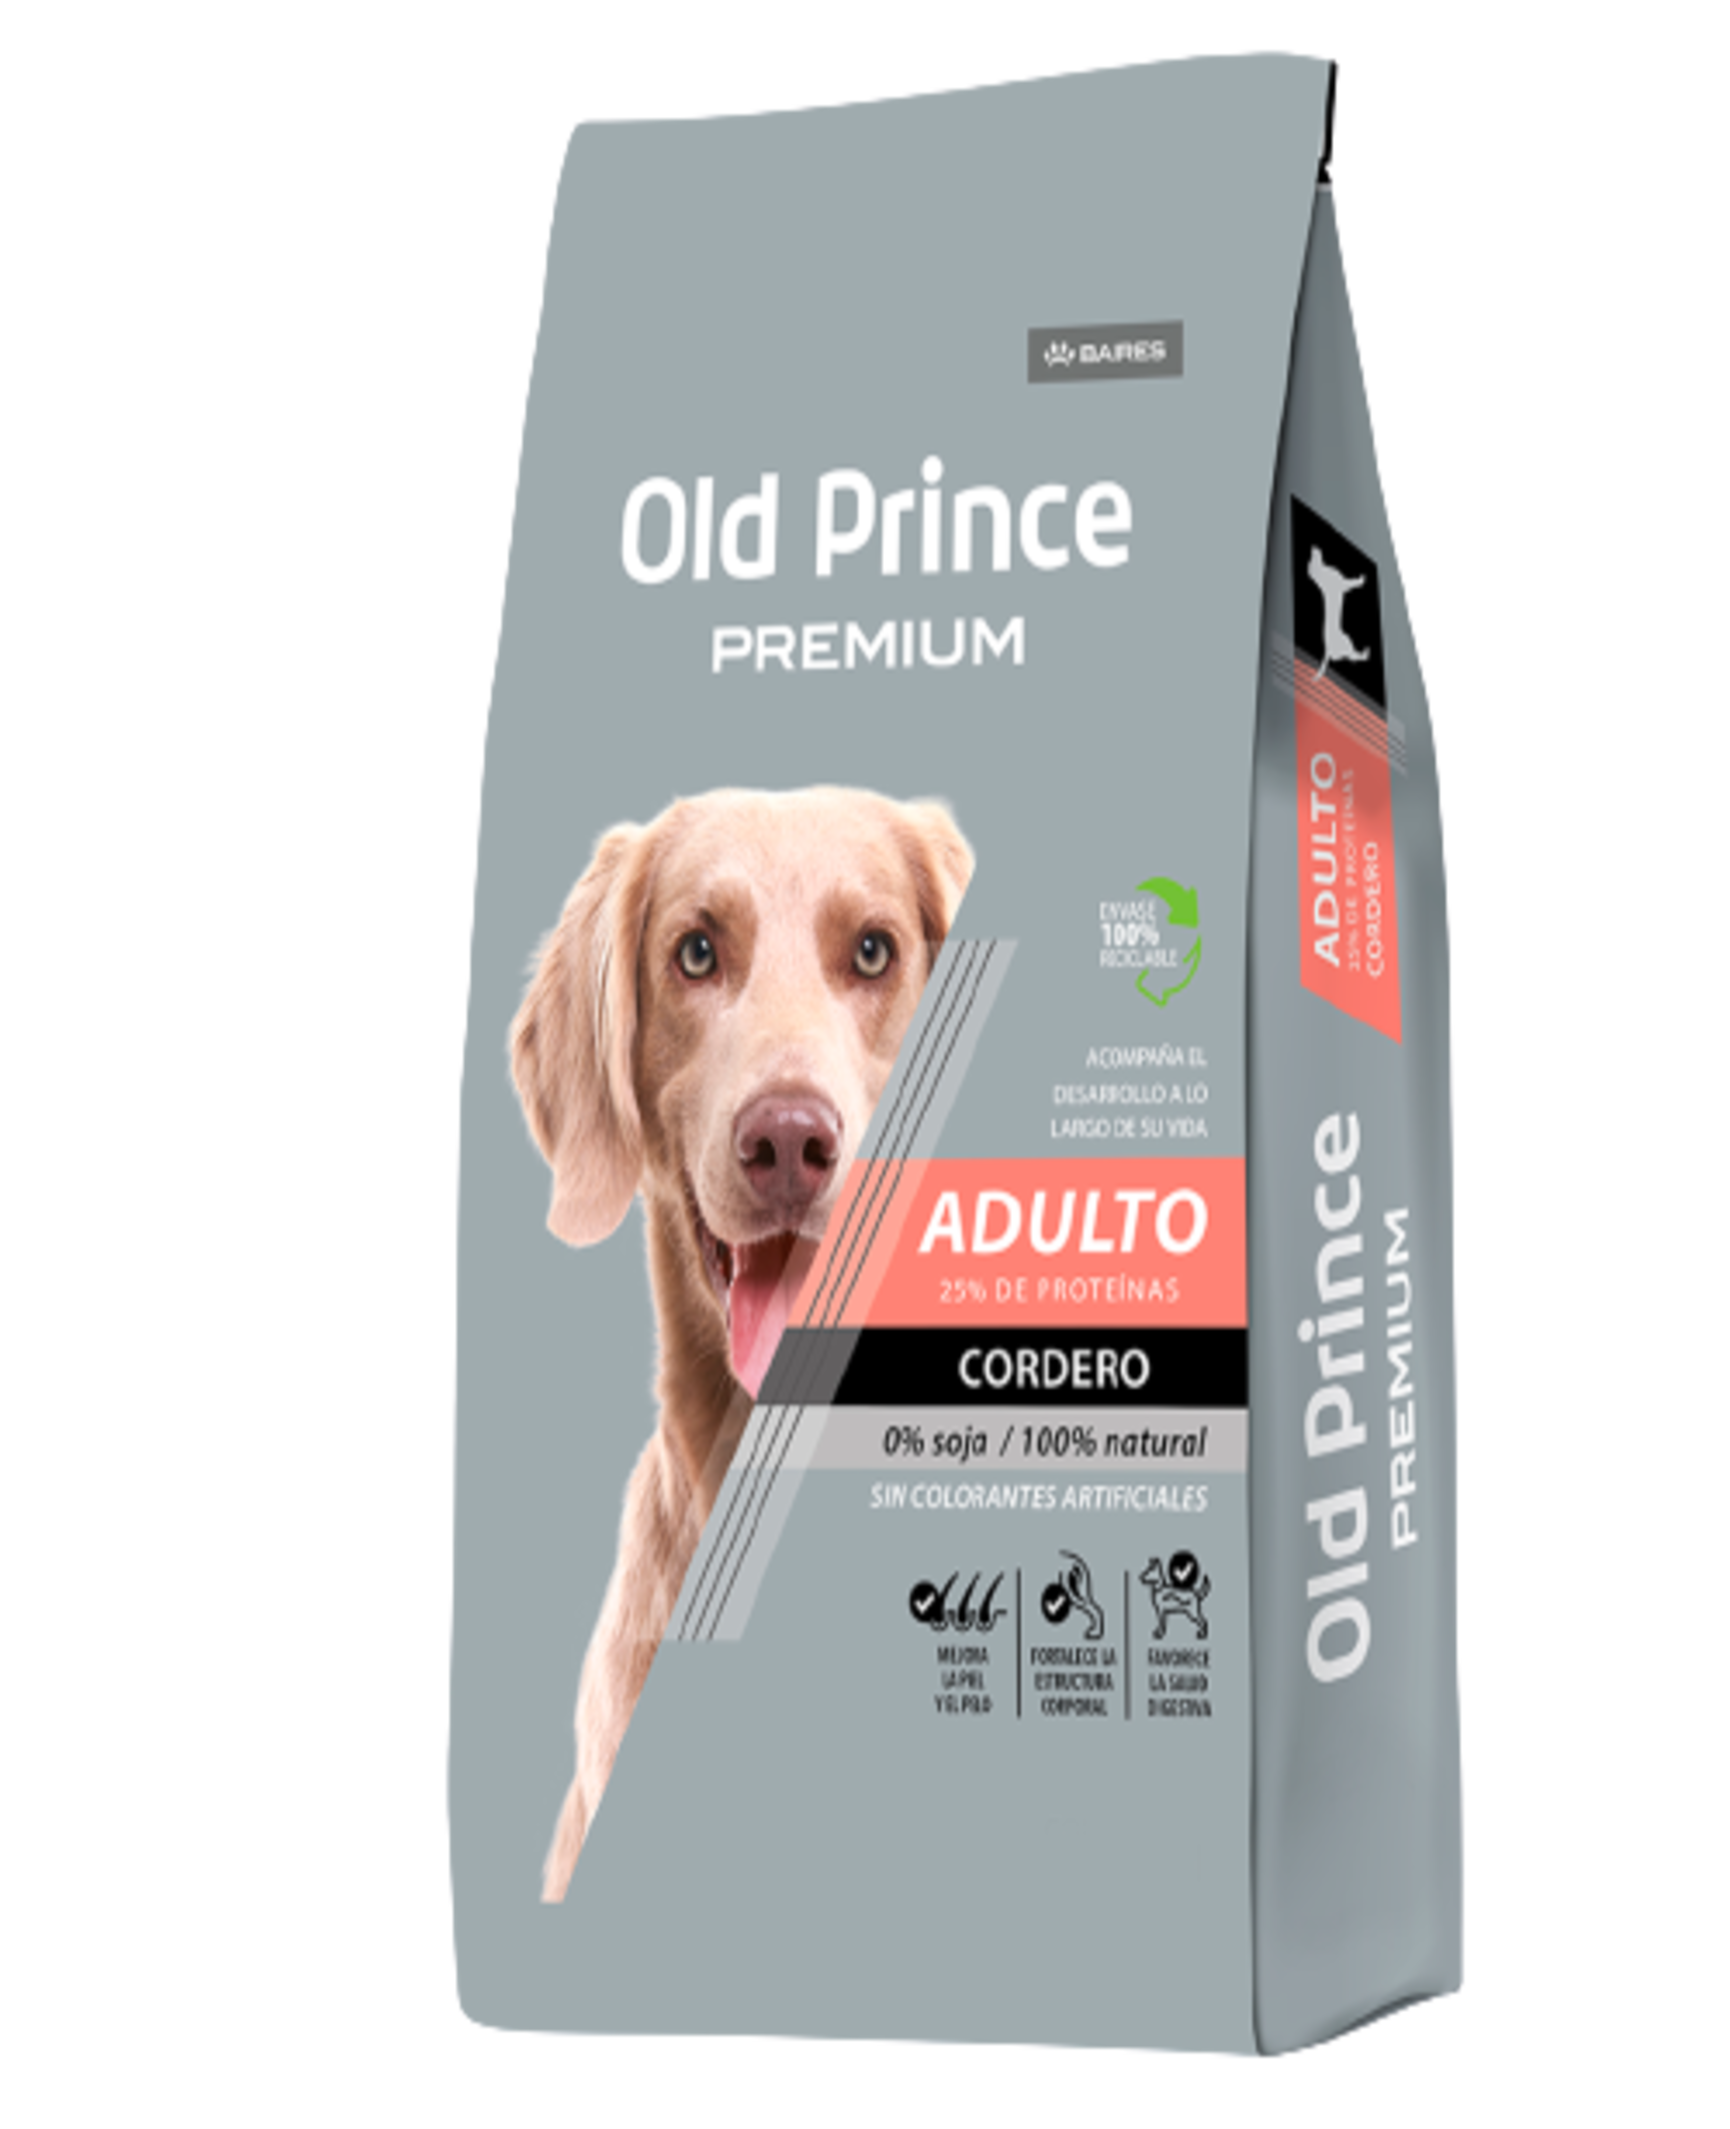 BAIRES
Old Prince
PREMIUM
ENVASE
100%
RECICLABLE
ACOMPAÑA EL
DESARROLLO A LO
LARGO DE SU VIDA
ADULTO
25% DE PROTEÍNAS
CORDERO
0% soja / 100% natural
SIN COLORANTES ARTIFICIALES
MEJORA
LA PIEL
Y EL PELO
FORTALECE LA
ESTRUCTURA
CORPORAL
FAVORECE
LA SALUD
DIGESTIVA
ADULTO
25% DE PROTEINAS
CORDERO
Old Prince
PREMIUM